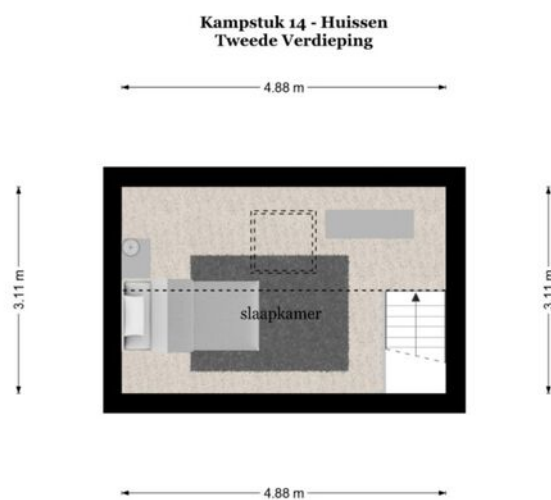 Kampstuk 14 - Huissen
Tweede Verdieping
4.88 m
3.11 m
3.11 m
slaapkamer
4.88 m